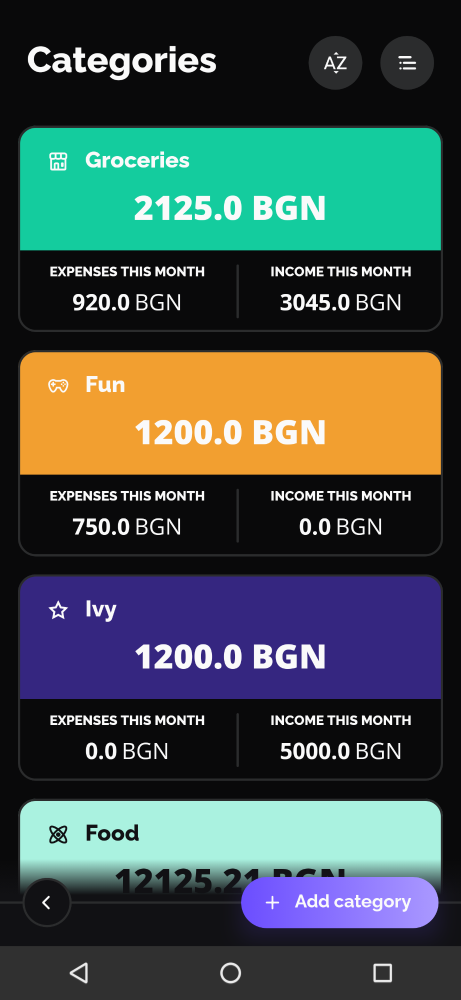 Categories
AZ
Groceries
2125.0 BGN
EXPENSES THIS MONTH
INCOME THIS MONTH
920.0 BGN
3045.0 BGN
Fun
1200.0 BGN
EXPENSES THIS MONTH
INCOME THIS MONTH
750.0 BGN
0.0 BGN
Ivy
1200.0 BGN
EXPENSES THIS MONTH
INCOME THIS MONTH
0.0 BGN
5000.0 BGN
Food
12125.21 BGN
Add category